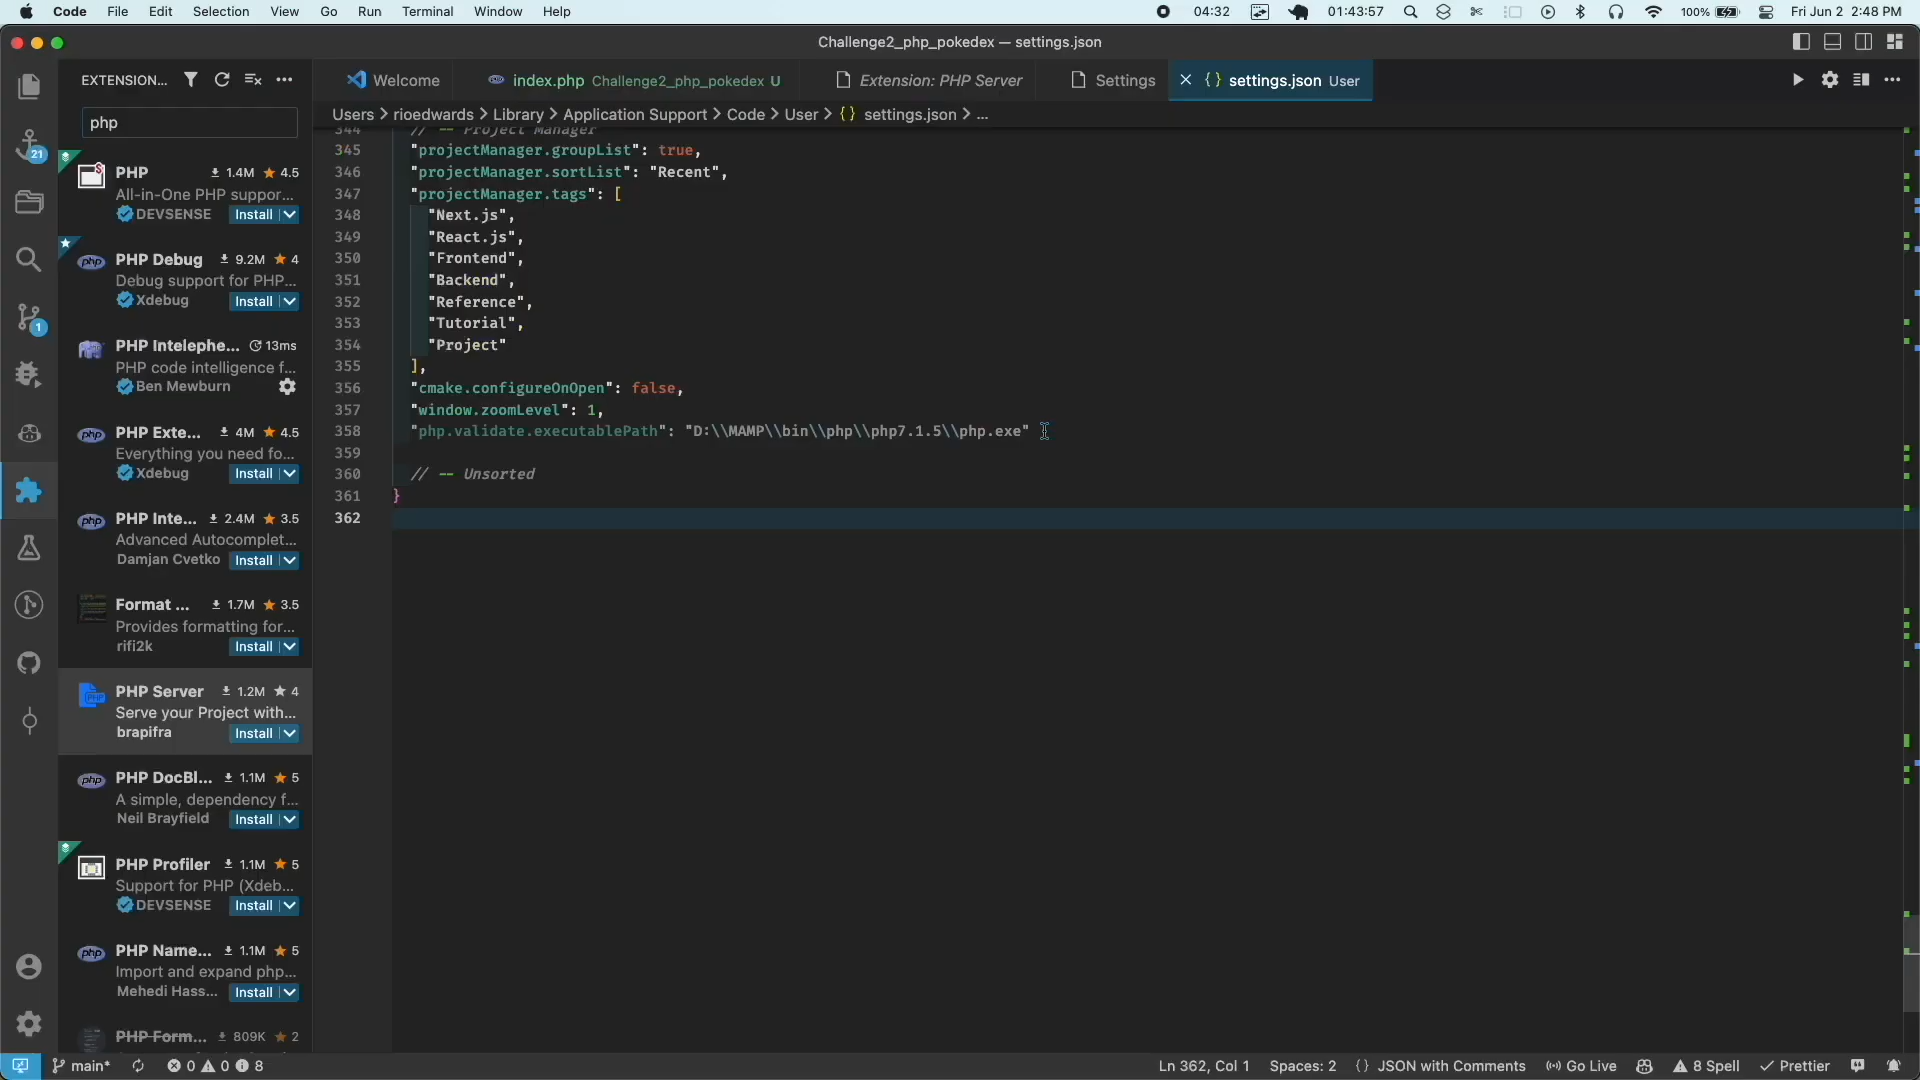 Code File Edit Selection View Go Run Terminal Window Help 04:32 01:43:57 100% Fri Jun 2 2:48 PM
Challenge2_php_pokedex — settings.json
EXTENSION...
Welcome
index.php Challenge2_php_pokedex U
Extension: PHP Server
Settings
settings.json User
php
Users > rioedwards > Library > Application Support > Code > User > {} settings.json > ...
PHP 1.4M 4.5
All-in-One PHP suppor...
DEVSENSE Install
PHP Debug 9.2M 4
Debug support for PHP...
Xdebug Install
PHP Intelephe... 13ms
PHP code intelligence f...
Ben Mewburn
PHP Exte... 4M 4.5
Everything you need fo...
Xdebug Install
PHP Inte... 2.4M 3.5
Advanced Autocomplet...
Damjan Cvetko Install
Format ... 1.7M 3.5
Provides formatting for...
rifi2k Install
PHP Server 1.2M 4
Serve your Project with...
brapifra Install
PHP DocBl... 1.1M 5
A simple, dependency f...
Neil Brayfield Install
PHP Profiler 1.1M 5
Support for PHP (Xdeb...
DEVSENSE Install
PHP Name... 1.1M 5
Import and expand php...
Mehedi Hass... Install
PHP Form... 809K 2
21
1
344 // -- Project Manager
345 "projectManager.groupList": true,
346 "projectManager.sortList": "Recent",
347 "projectManager.tags": [
348 "Next.js",
349 "React.js",
350 "Frontend",
351 "Backend",
352 "Reference",
353 "Tutorial",
354 "Project"
355 ],
356 "cmake.configureOnOpen": false,
357 "window.zoomLevel": 1,
358 "php.validate.executablePath": "D:\\MAMP\\bin\\php\\php7.1.5\\php.exe"
359
360 // -- Unsorted
361 }
362
main* 0 0 8 Ln 362, Col 1 Spaces: 2 {} JSON with Comments Go Live 8 Spell Prettier